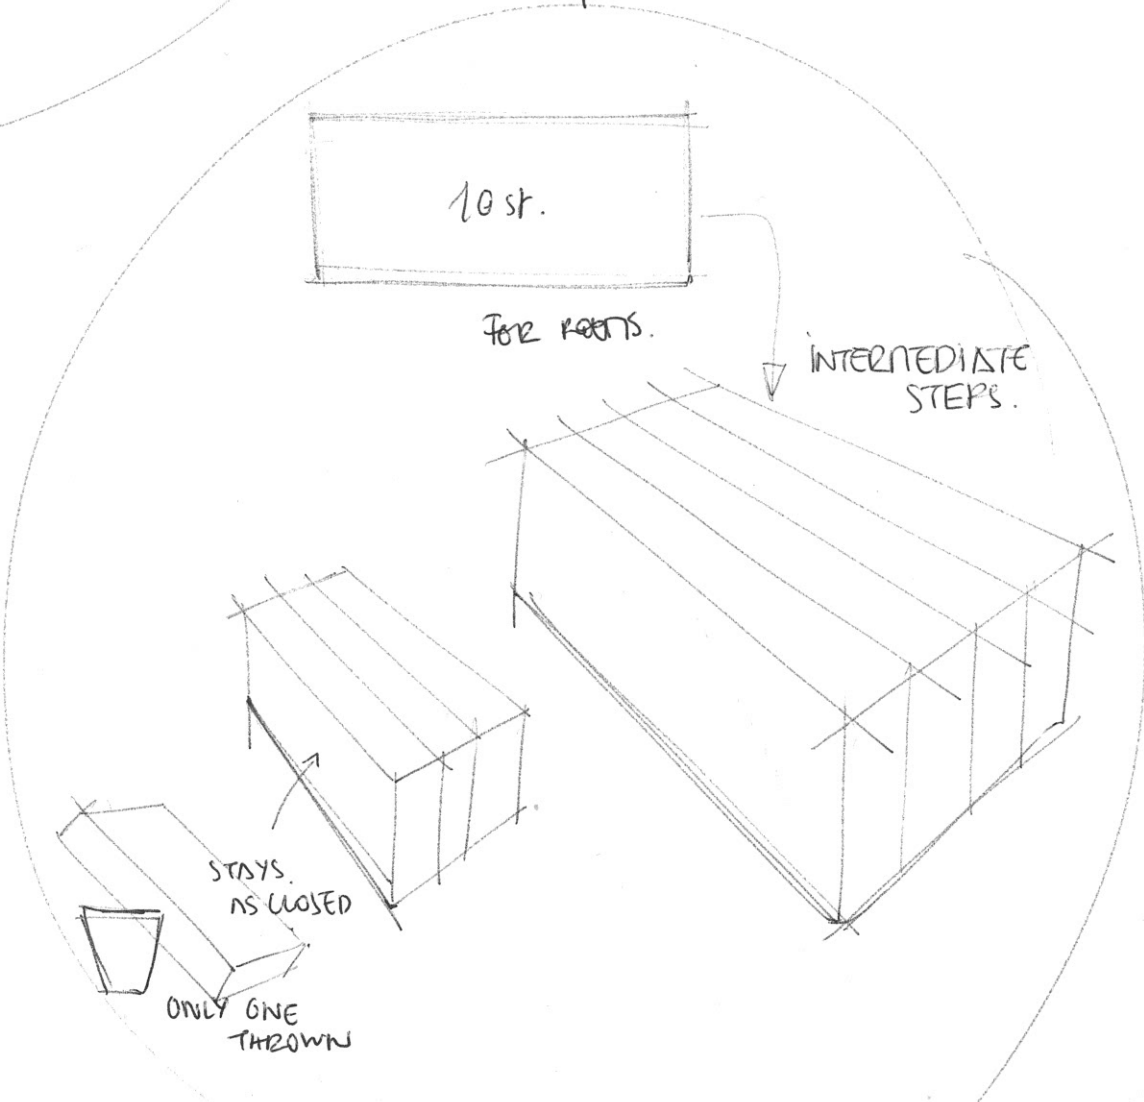 10 st.
FOR ROOMS.
INTERMEDIATE
STEPS.
STAYS.
AS CLOSED
ONLY ONE
THROWN